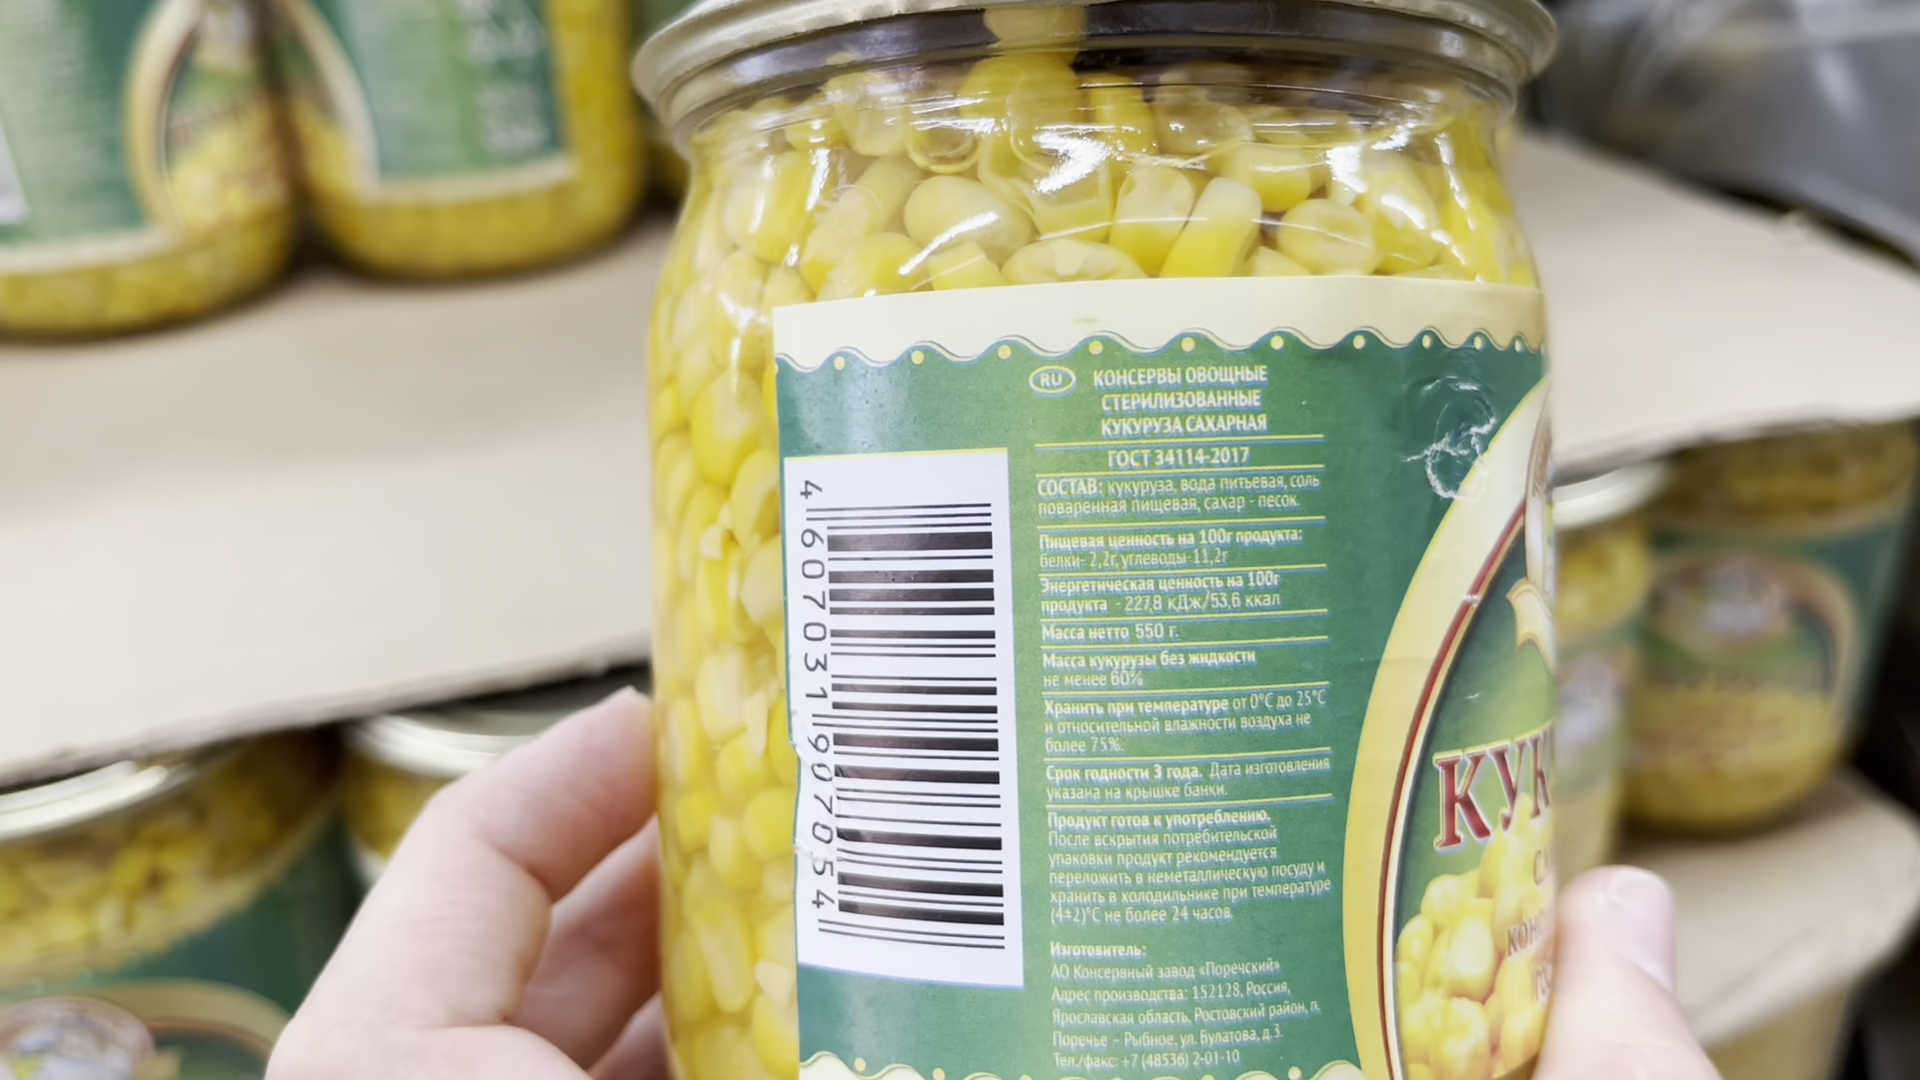 RU КОНСЕРВЫ ОВОЩНЫЕ
СТЕРИЛИЗОВАННЫЕ
КУКУРУЗА САХАРНАЯ
ГОСТ 34114-2017
СОСТАВ: кукуруза, вода питьевая, соль
поваренная пищевая, сахар - песок.
Пищевая ценность на 100г продукта:
белки- 2,2г, углеводы-11,2г
Энергетическая ценность на 100г
продукта - 227,8 кДж/53,6 ккал
Масса нетто 550 г.
Масса кукурузы без жидкости
не менее 60%
Хранить при температуре от 0°С до 25°С
и относительной влажности воздуха не
более 75%.
Срок годности 3 года. Дата изготовления
указана на крышке банки.
Продукт готов к употреблению.
После вскрытия потребительской
упаковки продукт рекомендуется
переложить в неметаллическую посуду и
хранить в холодильнике при температуре
(4±2)°С не более 24 часов.
Изготовитель:
АО Консервный завод «Поречский»
Адрес производства: 152128, Россия,
Ярославская область, Ростовский район, п.
Поречье - Рыбное, ул. Булатова, д.3.
Тел./факс: +7 (48536) 2-01-10
4 607031 907054
КУК